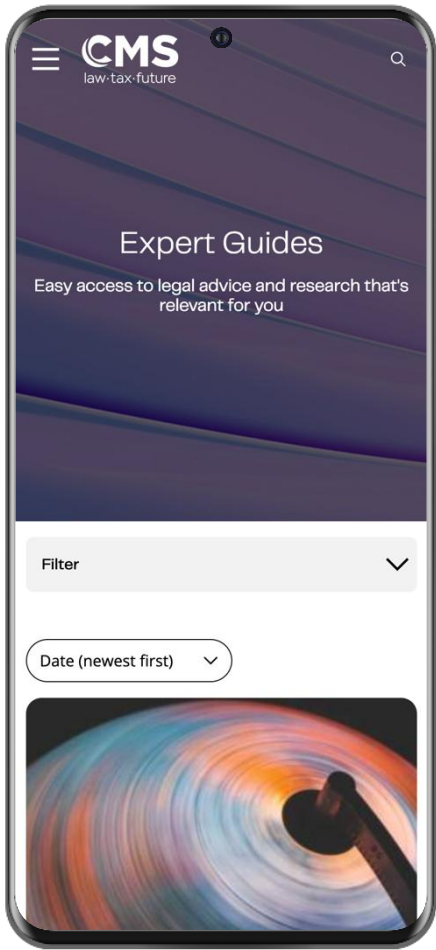 CMS
law·tax·future
Expert Guides
Easy access to legal advice and research that's
relevant for you
Filter
Date (newest first)